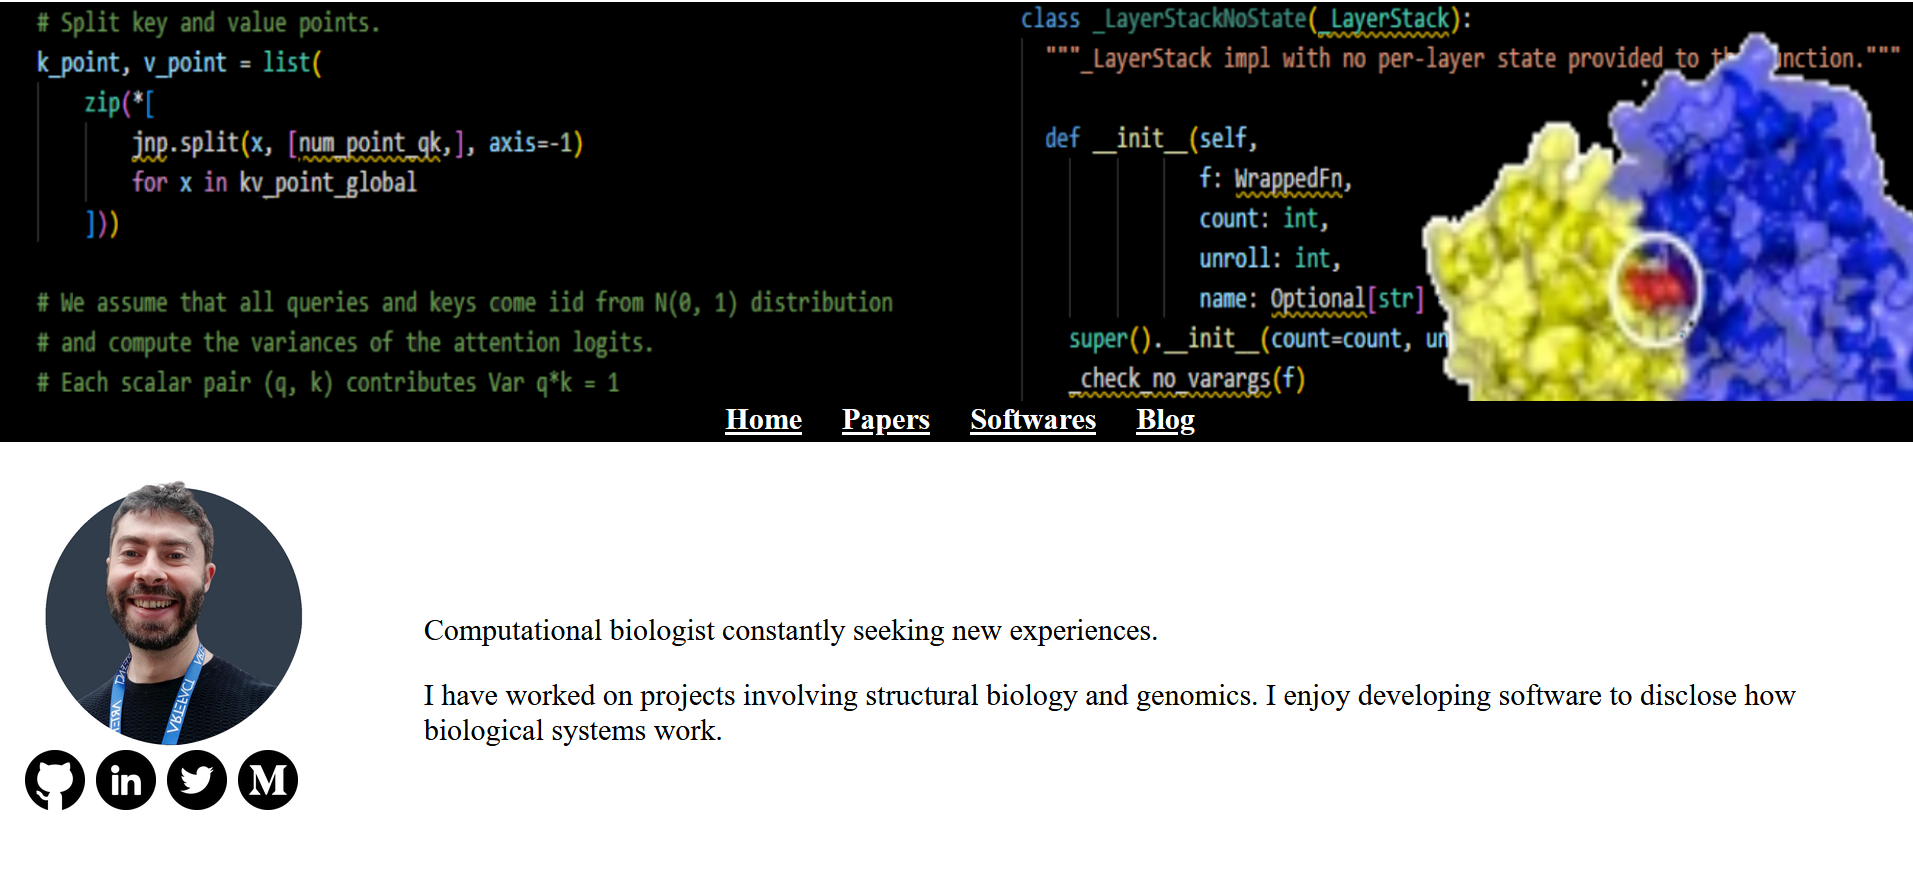 # Split key and value points.
k_point, v_point = list(
zip(*[
jnp.split(x, [num_point_qk,], axis=-1)
for x in kv_point_global
]))
# We assume that all queries and keys come iid from N(0, 1) distribution
# and compute the variances of the attention logits.
# Each scalar pair (q, k) contributes Var q*k = 1
class _LayerStackNoState(_LayerStack):
"""_LayerStack impl with no per-layer state provided to nction."""
def __init__(self,
f: WrappedFn,
count: int,
unroll: int,
name: Optional[str]
super().__init__(count=count, un
_check_no_varargs(f)
Home Papers Softwares Blog
Computational biologist constantly seeking new experiences.
I have worked on projects involving structural biology and genomics. I enjoy developing software to disclose how
biological systems work.
in
M